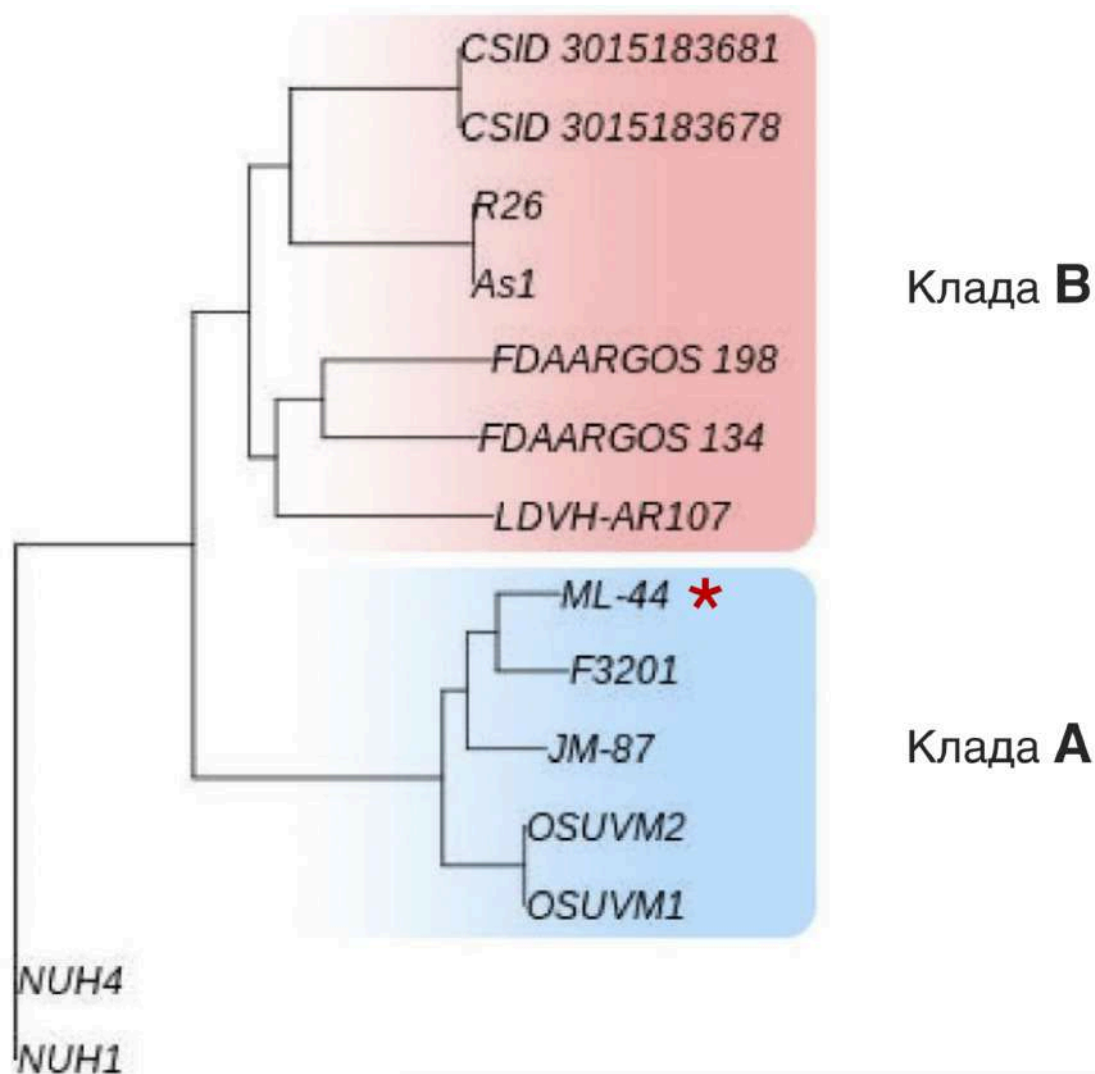 CSID 3015183681
CSID 3015183678
R26
As1
Клада B
FDAARGOS 198
FDAARGOS 134
LDVH-AR107
ML-44 *
F3201
JM-87
Клада A
OSUVM2
OSUVM1
NUH4
NUH1